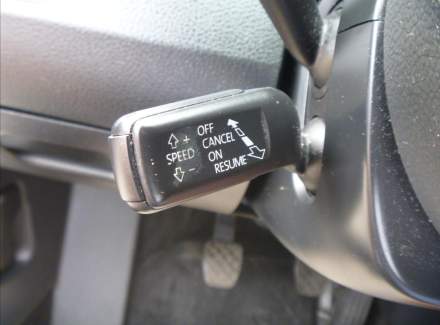 +
SPEED
-
OFF
CANCEL
ON
RESUME